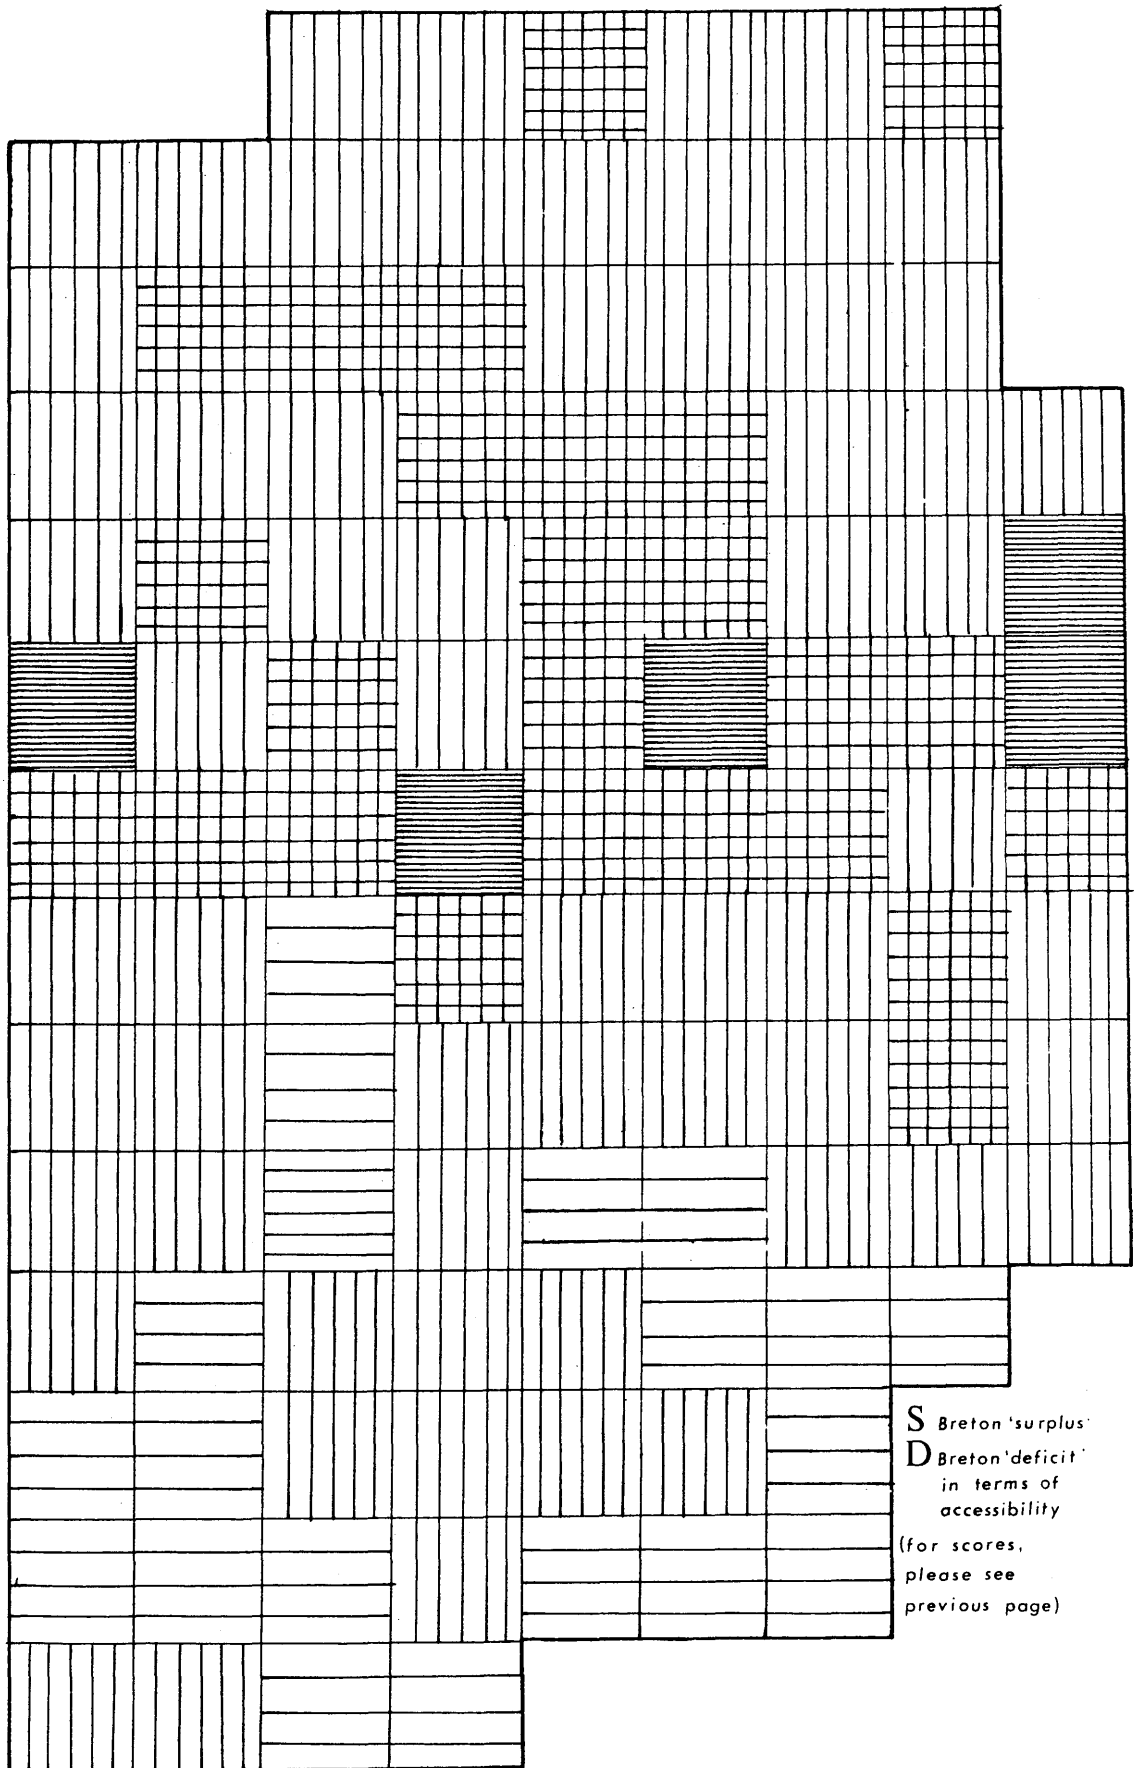 S Breton 'surplus'
D Breton 'deficit'
in terms of
accessibility
(for scores,
please see
previous page)